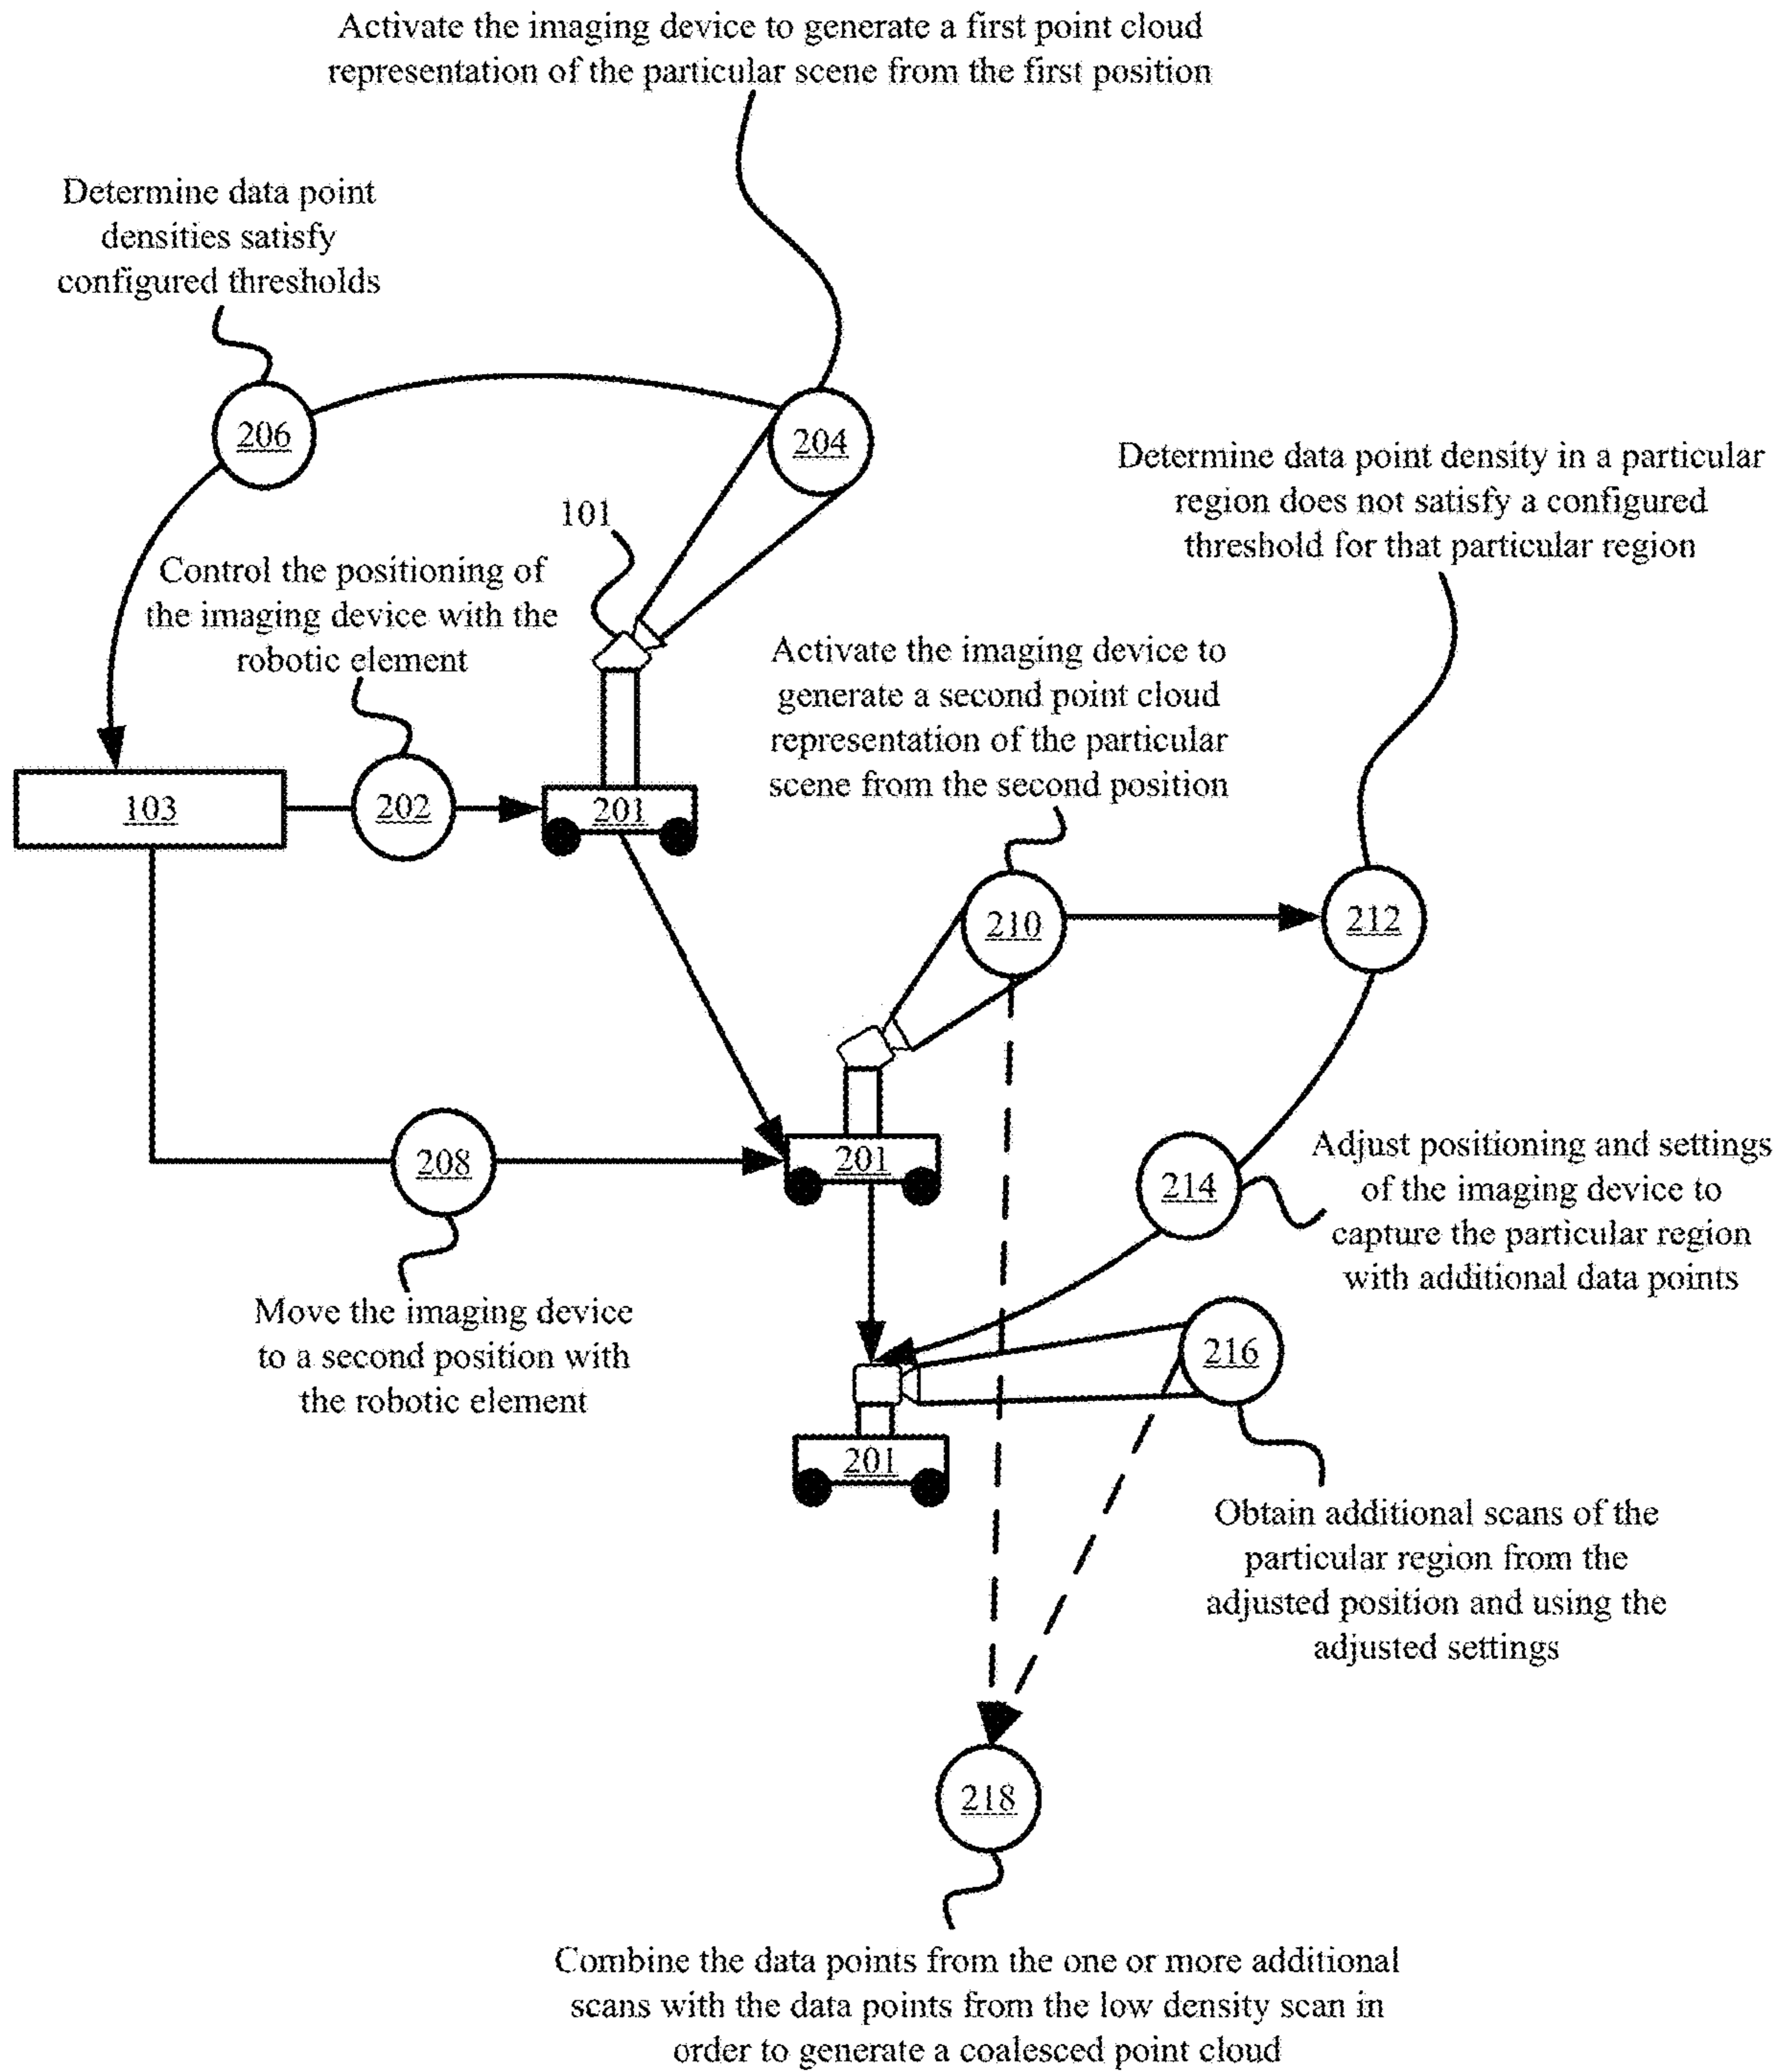 Activate the imaging device to generate a first point cloud
representation of the particular scene from the first position
Determine data point
densities satisfy
configured thresholds
206
204
Determine data point density in a particular
region does not satisfy a configured
threshold for that particular region
101
Control the positioning of
the imaging device with the
robotic element
Activate the imaging device to
generate a second point cloud
representation of the particular
scene from the second position
103
202
201
210
212
208
201
214
Adjust positioning and settings
of the imaging device to
capture the particular region
with additional data points
Move the imaging device
to a second position with
the robotic element
216
201
Obtain additional scans of the
particular region from the
adjusted position and using the
adjusted settings
218
Combine the data points from the one or more additional
scans with the data points from the low density scan in
order to generate a coalesced point cloud